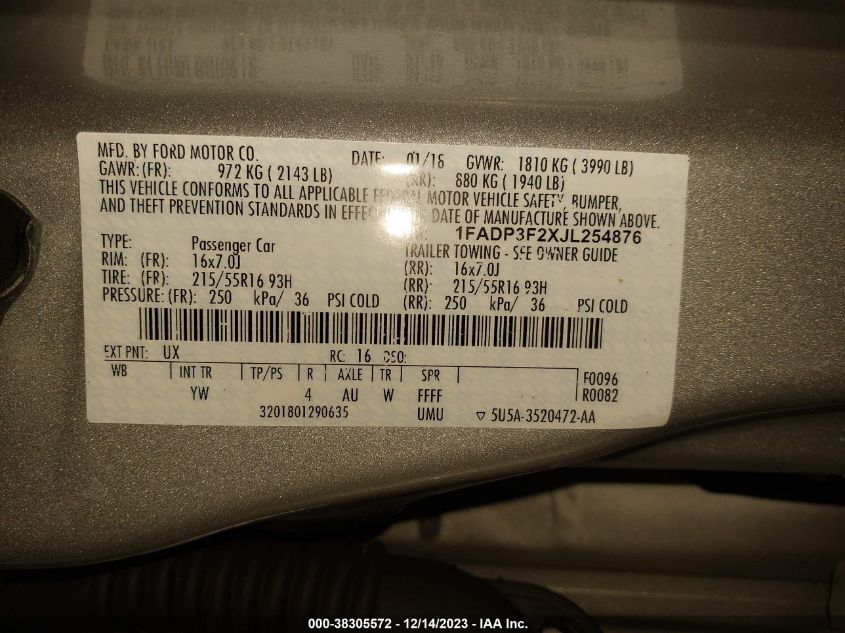 MFD. BY FORD MOTOR CO. DATE: 01/18 GVWR: 1810 KG ( 3990 LB)
GAWR:(FR): 972 KG ( 2143 LB) (RR): 880 KG ( 1940 LB)
THIS VEHICLE CONFORMS TO ALL APPLICABLE FEDERAL MOTOR VEHICLE SAFETY, BUMPER,
AND THEFT PREVENTION STANDARDS IN EFFECT DATE OF MANUFACTURE SHOWN ABOVE.
1FADP3F2XJL254876
TYPE: Passenger Car TRAILER TOWING - SEE OWNER GUIDE
RIM: (FR): 16x7.0J (RR): 16x7.0J
TIRE: (FR): 215/55R16 93H (RR): 215/55R16 93H
PRESSURE: (FR): 250 kPa/ 36 PSI COLD (RR): 250 kPa/ 36 PSI COLD
EXT PNT: UX RC: 16 DSO:
WB INT TR TP/PS R AXLE TR SPR F0096
YW 4 AU W FFFF R0082
3201801290635 UMU ▽ 5U5A-3520472-AA
000-38305572 - 12/14/2023 - IAA Inc.